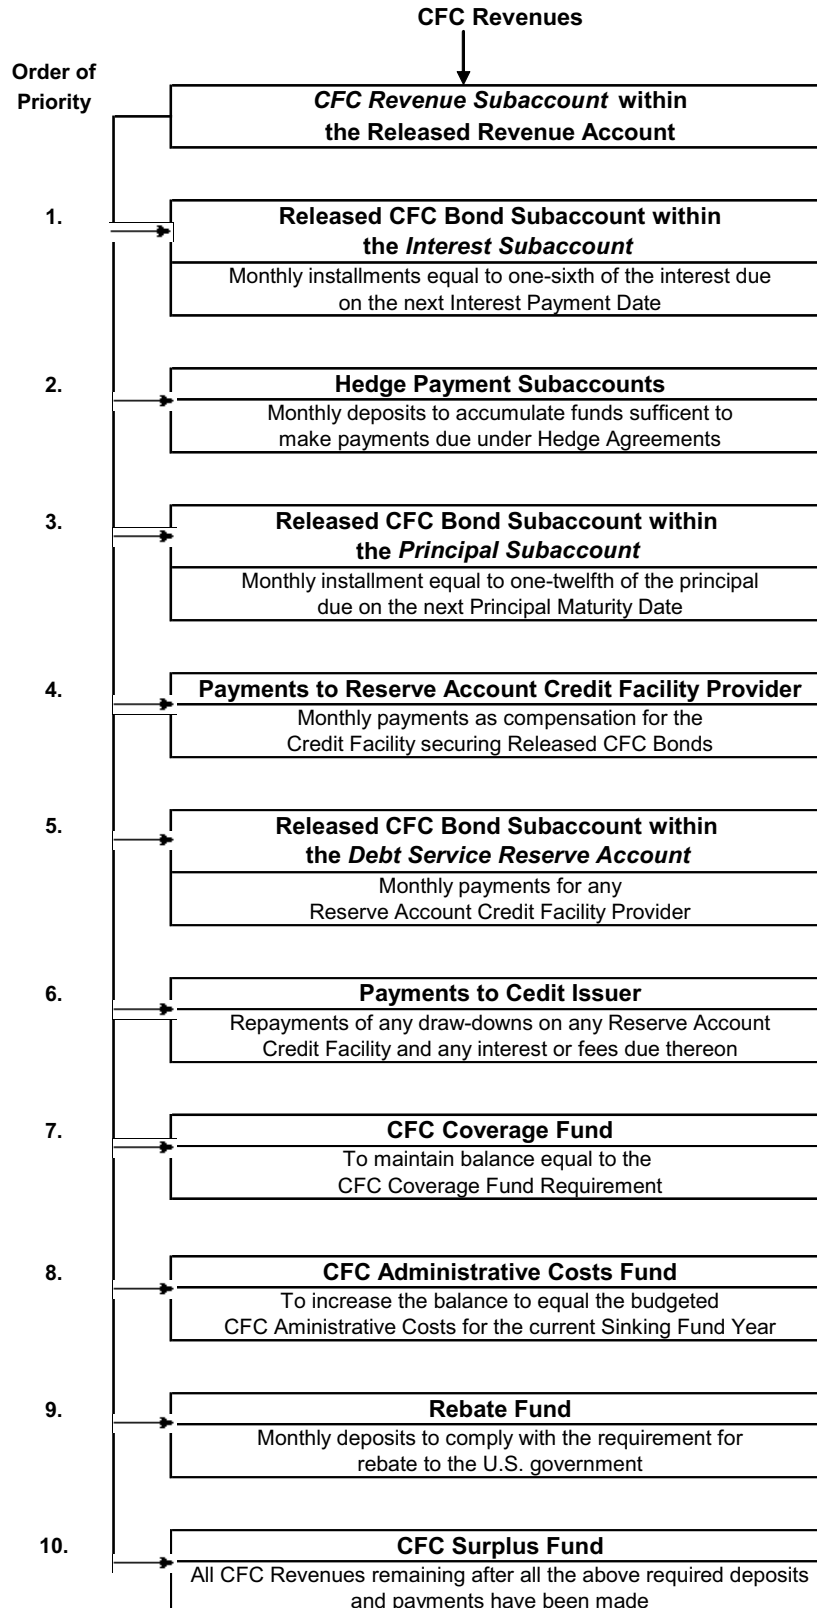 CFC Revenues
Order of
Priority
CFC Revenue Subaccount within
the Released Revenue Account
1.
Released CFC Bond Subaccount within
the Interest Subaccount
Monthly installments equal to one-sixth of the interest due
on the next Interest Payment Date
2.
Hedge Payment Subaccounts
Monthly deposits to accumulate funds sufficent to
make payments due under Hedge Agreements
3.
Released CFC Bond Subaccount within
the Principal Subaccount
Monthly installment equal to one-twelfth of the principal
due on the next Principal Maturity Date
4.
Payments to Reserve Account Credit Facility Provider
Monthly payments as compensation for the
Credit Facility securing Released CFC Bonds
5.
Released CFC Bond Subaccount within
the Debt Service Reserve Account
Monthly payments for any
Reserve Account Credit Facility Provider
6.
Payments to Cedit Issuer
Repayments of any draw-downs on any Reserve Account
Credit Facility and any interest or fees due thereon
7.
CFC Coverage Fund
To maintain balance equal to the
CFC Coverage Fund Requirement
8.
CFC Administrative Costs Fund
To increase the balance to equal the budgeted
CFC Aministrative Costs for the current Sinking Fund Year
9.
Rebate Fund
Monthly deposits to comply with the requirement for
rebate to the U.S. government
10.
CFC Surplus Fund
All CFC Revenues remaining after all the above required deposits
and payments have been made